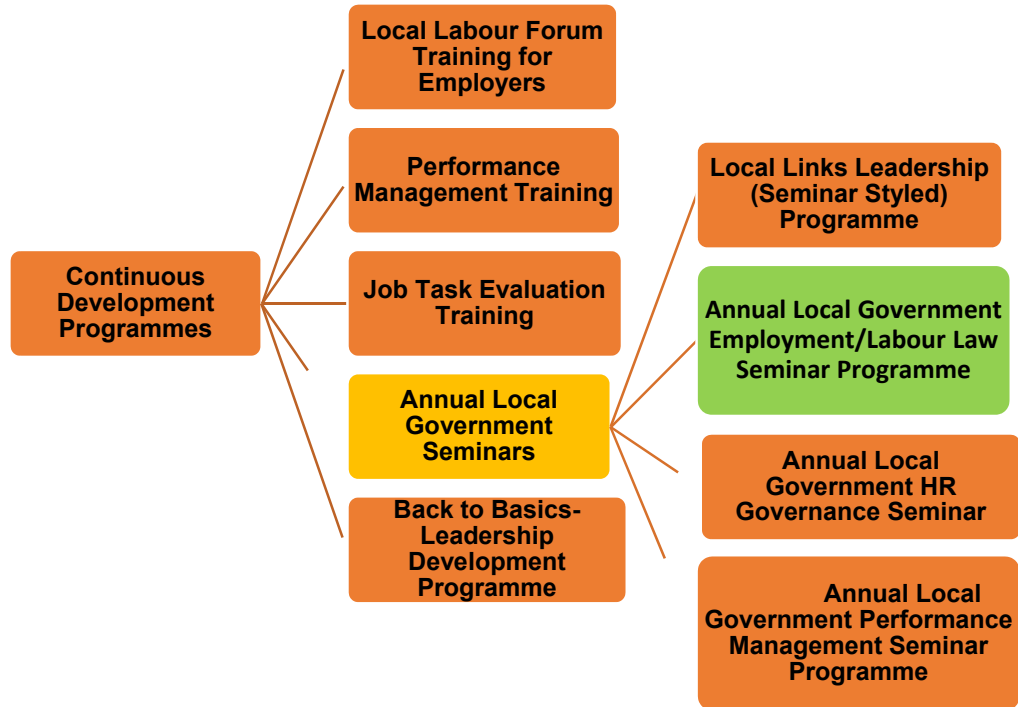 Continuous
Development
Programmes
Local Labour Forum
Training for
Employers
Performance
Management Training
Job Task Evaluation
Training
Annual Local
Government
Seminars
Back to Basics-
Leadership
Development
Programme
Local Links Leadership
(Seminar Styled)
Programme
Annual Local Government
Employment/Labour Law
Seminar Programme
Annual Local
Government HR
Governance Seminar
Annual Local
Government Performance
Management Seminar
Programme